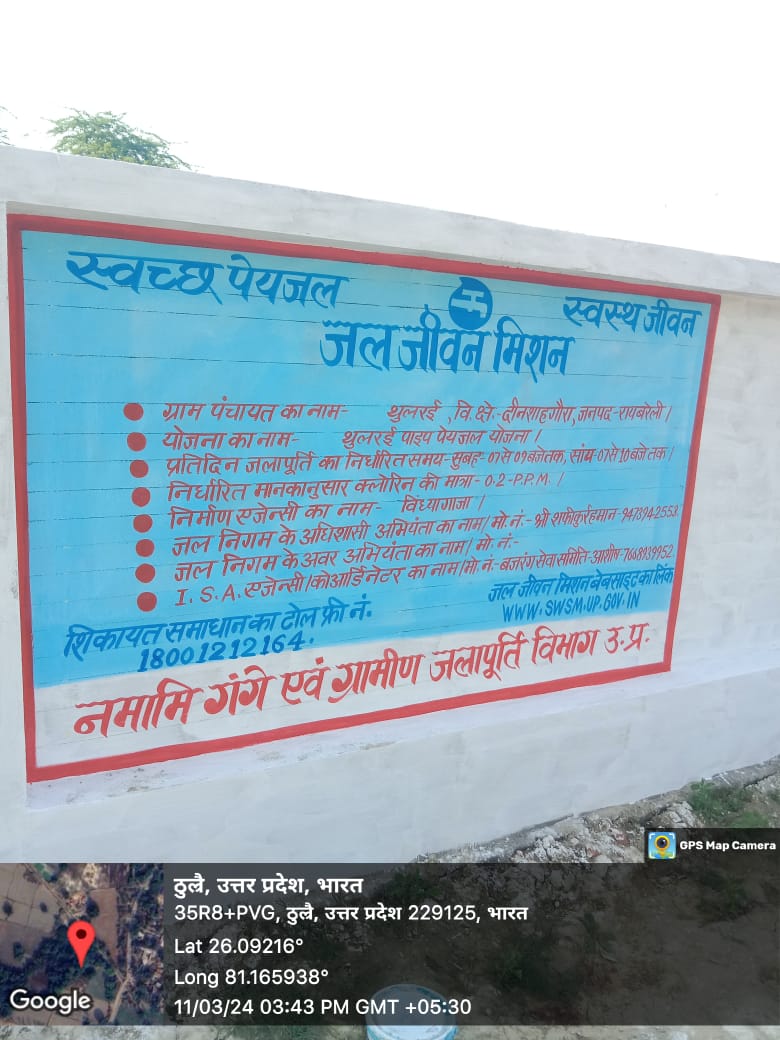 स्वच्छ पेयजल
स्वस्थ जीवन
जल जीवन मिशन
ग्राम पंचायत का नाम- थुलरई, वि.क्षे.-दीनशाहगौरा, जनपद-रायबरेली।
योजना का नाम- थुलरई पाइप पेयजल योजना।
प्रतिदिन जलापूर्ति का निर्धारित समय-सुबह-07से 09 बजे तक, सांय-07 से 10 बजे तक।
निर्धारित मानकानुसार क्लोरिन की मात्रा-0.2-P.P.M.।
निर्माण एजेन्सी का नाम- विंध्यागाजा।
जल निगम के अधिशासी अभियंता का नाम/मो.नं.-श्री शफीकुर्रहमान-9473942553
जल निगम के अवर अभियंता का नाम/मो.नं.-
I.S.A. एजेन्सी/कोआर्डिनेटर का नाम/मो.नं.-बजरंग सेवा समिति-आशीष-7668939952
जल जीवन मिशन बेबसाइट का लिंक
WWW.SWSM.UP.GOV.IN
शिकायत समाधान का टोल फ्री नं.
18001212164.
नमामि गंगे एवं ग्रामीण जलापूर्ति विभाग उ.प्र.
GPS Map Camera
ठुल्रै, उत्तर प्रदेश, भारत
35R8+PVG, ठुल्रै, उत्तर प्रदेश 229125, भारत
Lat 26.09216°
Long 81.165938°
11/03/24 03:43 PM GMT +05:30
Google